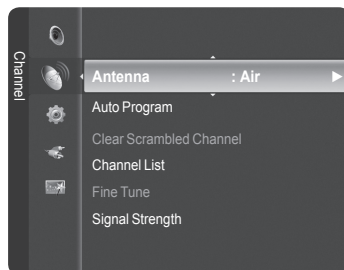 Channel
Antenna : Air
Auto Program
Clear Scrambled Channel
Channel List
Fine Tune
Signal Strength